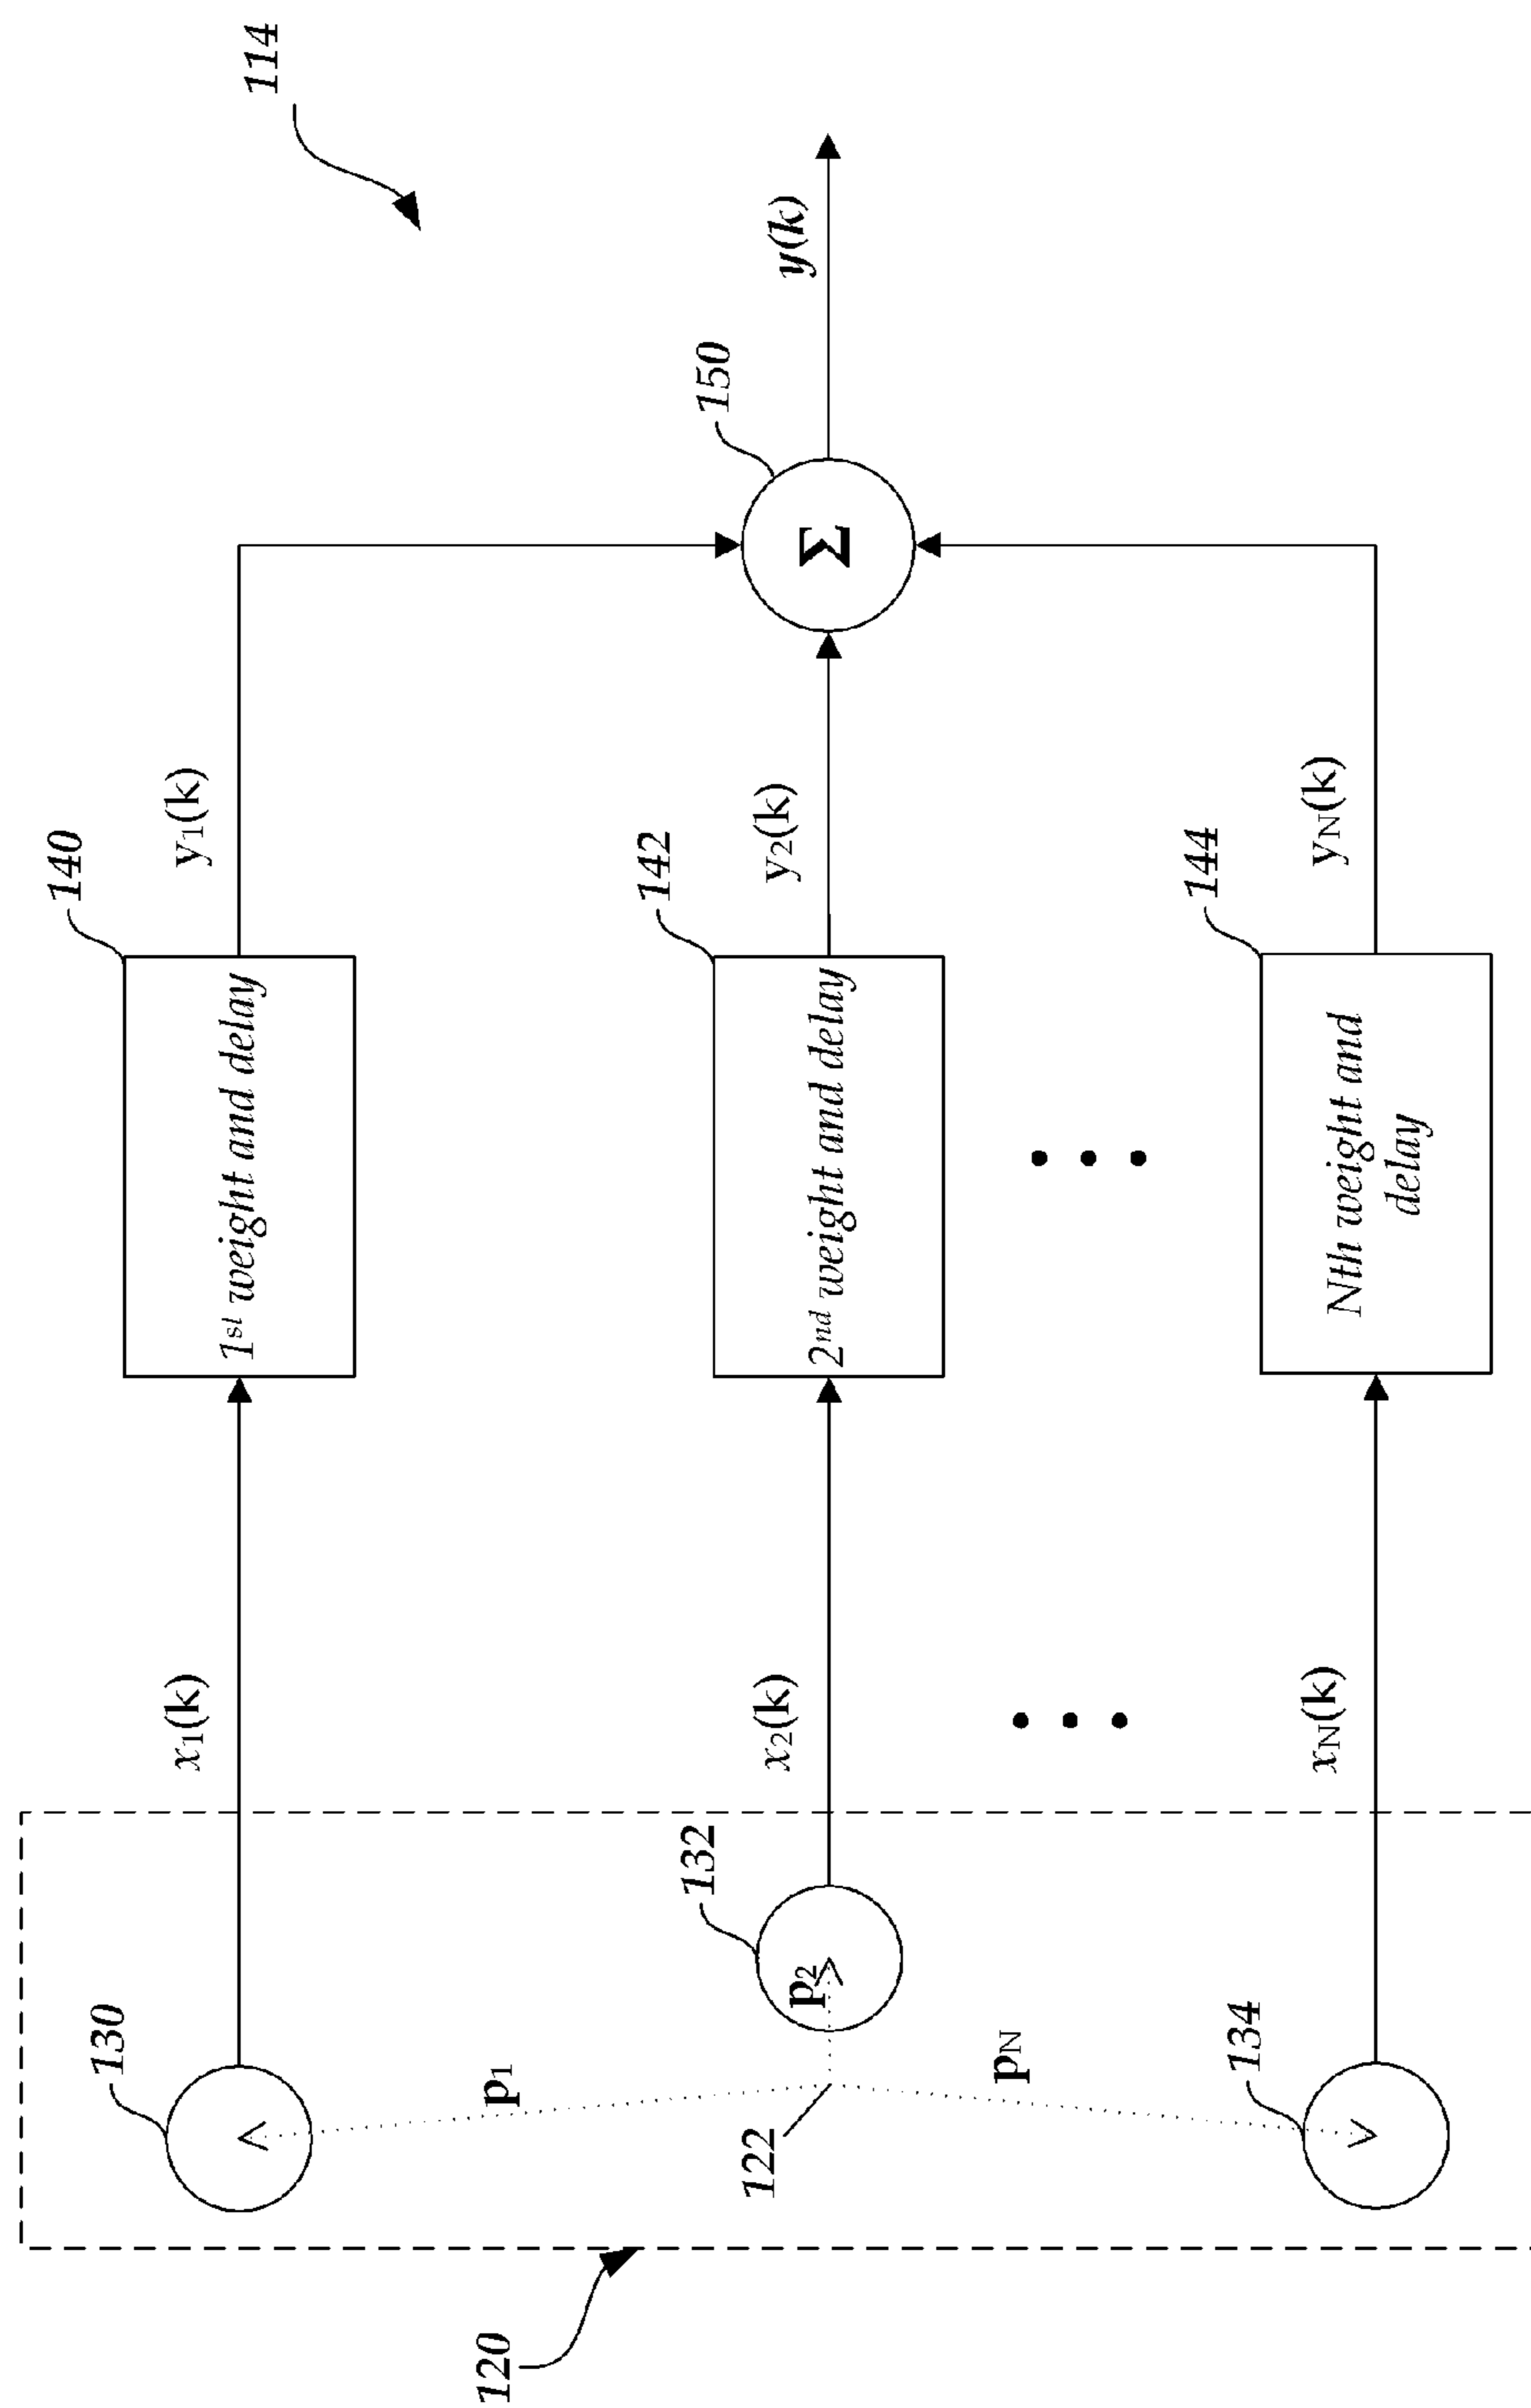 114
130
x₁(k)
140
1ˢᵗ weight and delay
y₁(k)
p₁
120
122
132
p₂
x₂(k)
142
2ⁿᵈ weight and delay
y₂(k)
150
Σ
y(k)
pN
134
xN(k)
144
Nth weight and
delay
yN(k)